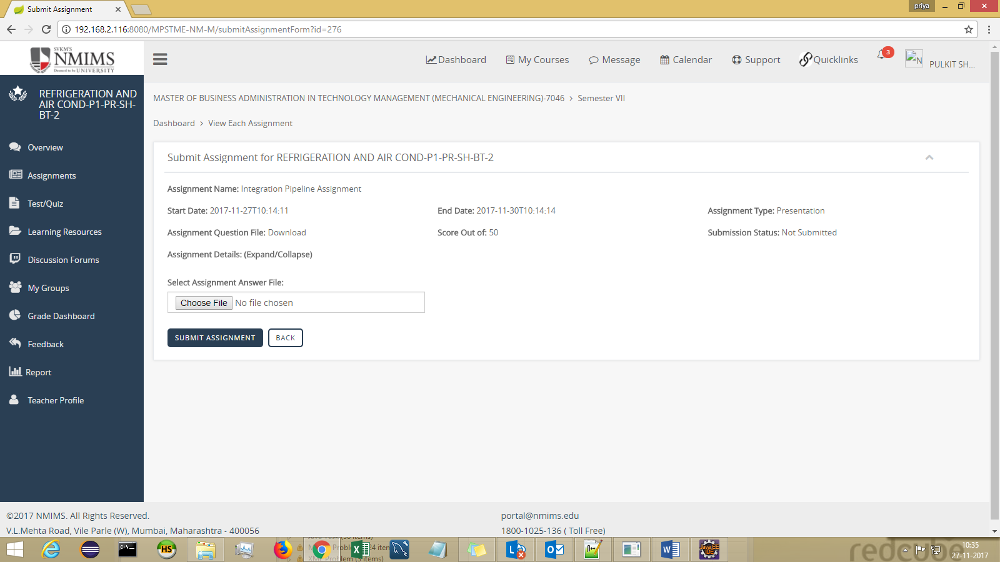 Submit Assignment
priya
192.168.2.116:8080/MPSTME-NM-M/submitAssignmentForm?id=276
SVKM'S
NMIMS
Deemed to be UNIVERSITY
Dashboard
My Courses
Message
Calendar
Support
Quicklinks
3
PULKIT SH...
REFRIGERATION AND
AIR COND-P1-PR-SH-
BT-2
Overview
Assignments
Test/Quiz
Learning Resources
Discussion Forums
My Groups
Grade Dashboard
Feedback
Report
Teacher Profile
MASTER OF BUSINESS ADMINISTRATION IN TECHNOLOGY MANAGEMENT (MECHANICAL ENGINEERING)-7046 > Semester VII
Dashboard > View Each Assignment
Submit Assignment for REFRIGERATION AND AIR COND-P1-PR-SH-BT-2
Assignment Name: Integration Pipeline Assignment
Start Date: 2017-11-27T10:14:11
End Date: 2017-11-30T10:14:14
Assignment Type: Presentation
Assignment Question File: Download
Score Out of: 50
Submission Status: Not Submitted
Assignment Details: (Expand/Collapse)
Select Assignment Answer File:
Choose File No file chosen
SUBMIT ASSIGNMENT
BACK
©2017 NMIMS. All Rights Reserved.
V.L.Mehta Road, Vile Parle (W), Mumbai, Maharashtra - 400056
portal@nmims.edu
1800-1025-136 ( Toll Free)
HS
Java EE
IDE
redcube
10:35
27-11-2017